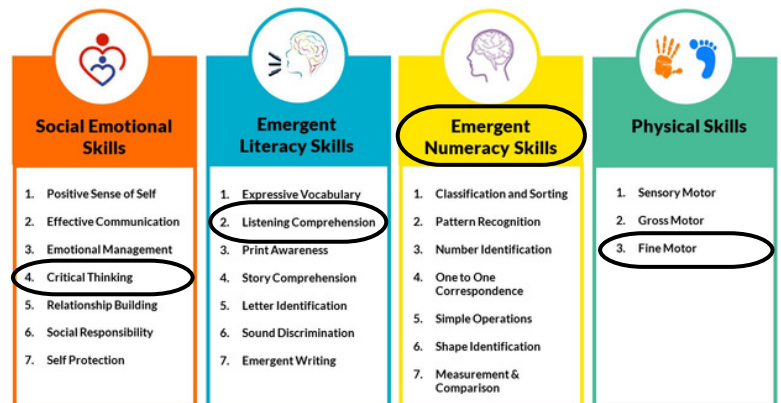 Social Emotional
Skills
1. Positive Sense of Self
2. Effective Communication
3. Emotional Management
4. Critical Thinking
5. Relationship Building
6. Social Responsibility
7. Self Protection
Emergent
Literacy Skills
1. Expressive Vocabulary
2. Listening Comprehension
3. Print Awareness
4. Story Comprehension
5. Letter Identification
6. Sound Discrimination
7. Emergent Writing
Emergent
Numeracy Skills
1. Classification and Sorting
2. Pattern Recognition
3. Number Identification
4. One to One
Correspondence
5. Simple Operations
6. Shape Identification
7. Measurement &
Comparison
Physical Skills
1. Sensory Motor
2. Gross Motor
3. Fine Motor